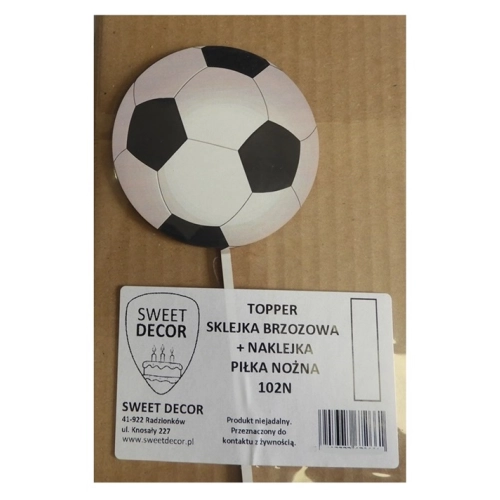 SWEET
DECOR
SWEET DECOR
41-922 Radzionków
ul. Knosały 227
www.sweetdecor.pl
TOPPER
SKLEJKA BRZOZOWA
+ NAKLEJKA
PIŁKA NOŻNA
102N
Produkt niejadalny.
Przeznaczony do
kontaktu z żywnością.